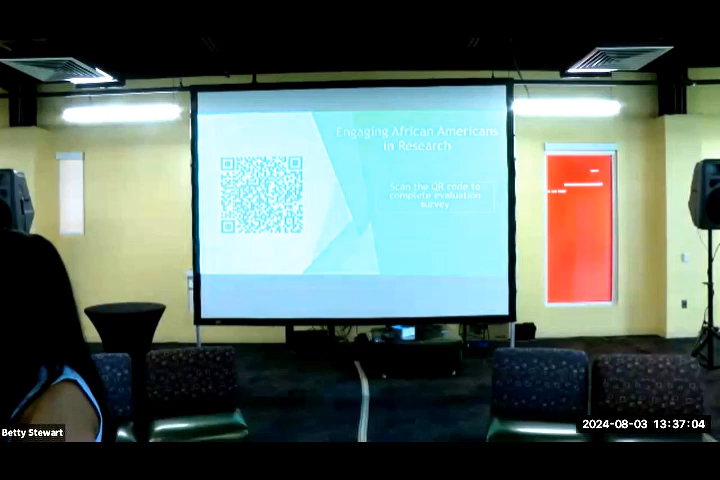 Engaging African Americans
in Research
Scan the QR code to
complete evaluation
survey
Betty Stewart
2024-08-03 13:37:04